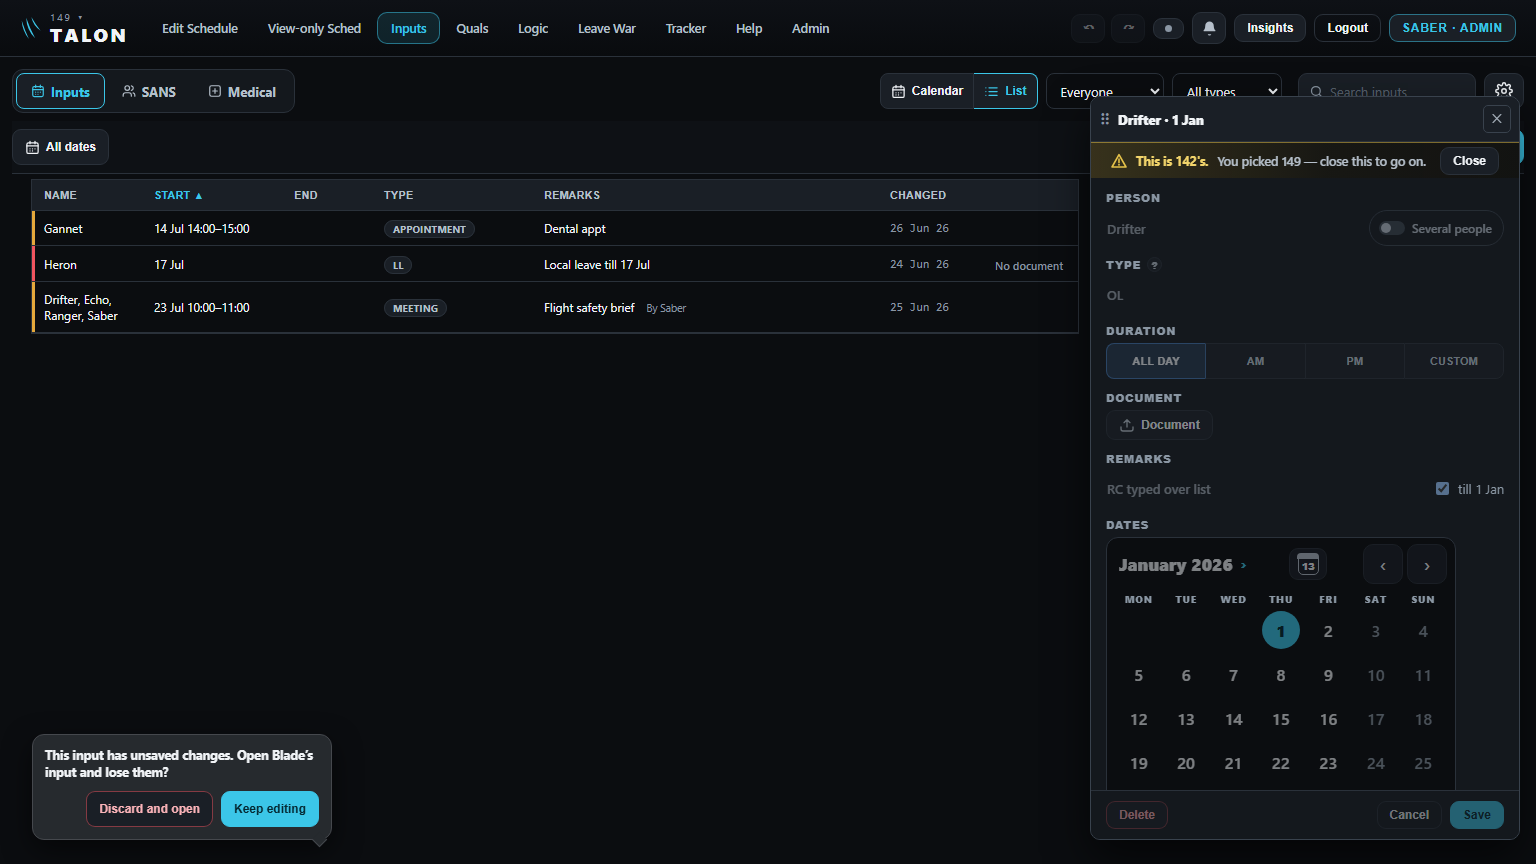 149
TALON
Edit Schedule
View-only Sched
Inputs
Quals
Logic
Leave War
Tracker
Help
Admin
Insights
Logout
SABER · ADMIN
Inputs
SANS
Medical
Calendar
List
Everyone
All types
Search inputs
All dates
NAME START ▲ END TYPE REMARKS CHANGED
Gannet 14 Jul 14:00–15:00 APPOINTMENT Dental appt 26 Jun 26
Heron 17 Jul LL Local leave till 17 Jul 24 Jun 26 No document
Drifter, Echo,
Ranger, Saber 23 Jul 10:00–11:00 MEETING Flight safety brief By Saber 25 Jun 26
Drifter · 1 Jan
This is 142's. You picked 149 — close this to go on. Close
PERSON
Drifter Several people
TYPE ?
OL
DURATION
ALL DAY AM PM CUSTOM
DOCUMENT
Document
REMARKS
RC typed over list till 1 Jan
DATES
January 2026 › 13 ‹ ›
MON TUE WED THU FRI SAT SUN
1 2 3 4
5 6 7 8 9 10 11
12 13 14 15 16 17 18
19 20 21 22 23 24 25
Delete Cancel Save
This input has unsaved changes. Open Blade's
input and lose them?
Discard and open Keep editing